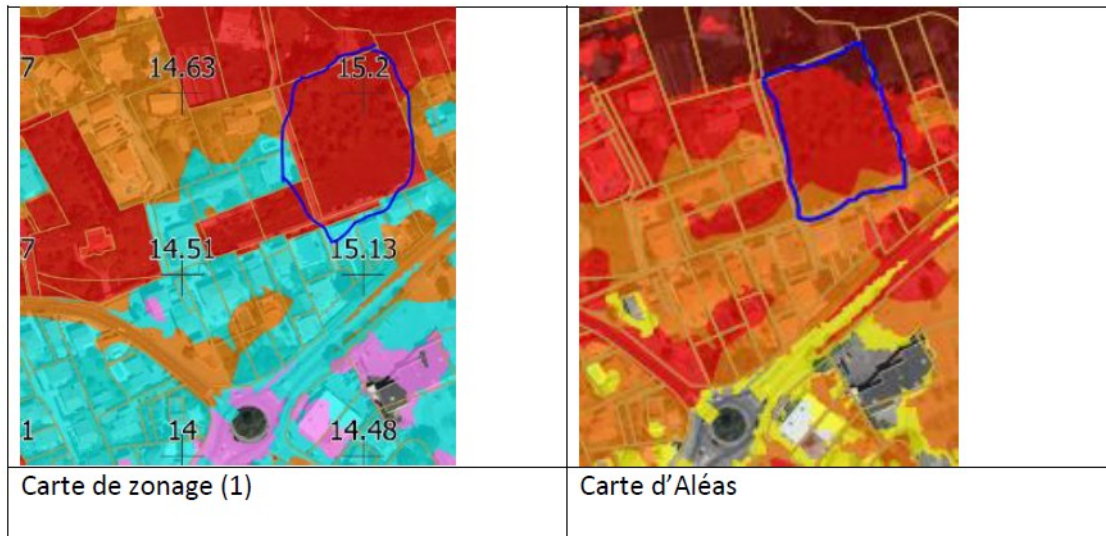 7 14.63 15.2
7 14.51 15.13
1 14 14.48
Carte de zonage (1)
Carte d'Aléas